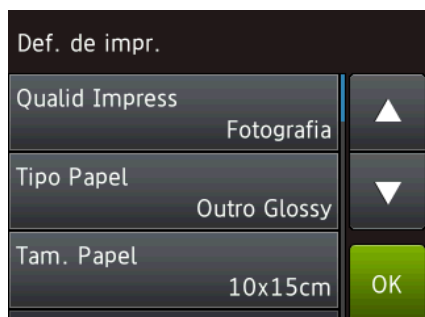 Def. de impr.
Qualid Impress
Fotografia
Tipo Papel
Outro Glossy
Tam. Papel
10x15cm
OK